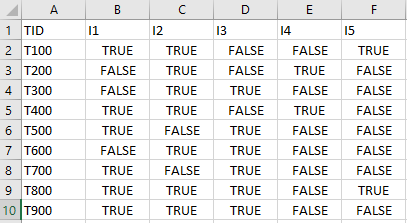 A B C D E F
1 TID I1 I2 I3 I4 I5
2 T100 TRUE TRUE FALSE FALSE TRUE
3 T200 FALSE TRUE FALSE TRUE FALSE
4 T300 FALSE TRUE TRUE FALSE FALSE
5 T400 TRUE TRUE FALSE TRUE FALSE
6 T500 TRUE FALSE TRUE FALSE FALSE
7 T600 FALSE TRUE TRUE FALSE FALSE
8 T700 TRUE FALSE TRUE FALSE FALSE
9 T800 TRUE TRUE TRUE FALSE TRUE
10 T900 TRUE TRUE TRUE FALSE FALSE